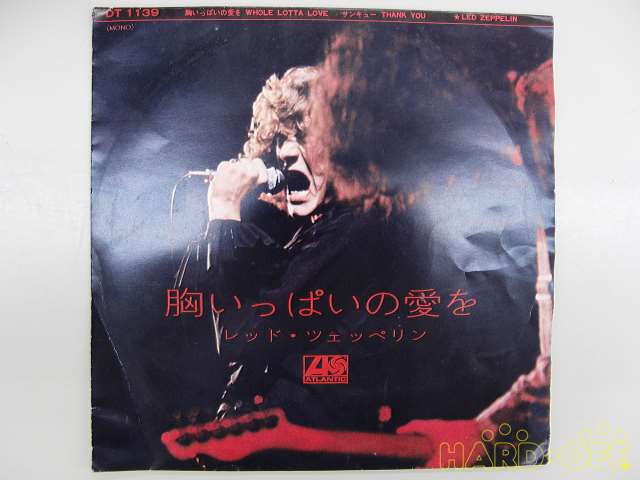 DT 1139 胸いっぱいの愛を WHOLE LOTTA LOVE サンキュー THANK YOU ★LED ZEPPELIN
(MONO)
胸いっぱいの愛を
レッド・ツェッペリン
ATLANTIC
HARD-OFF